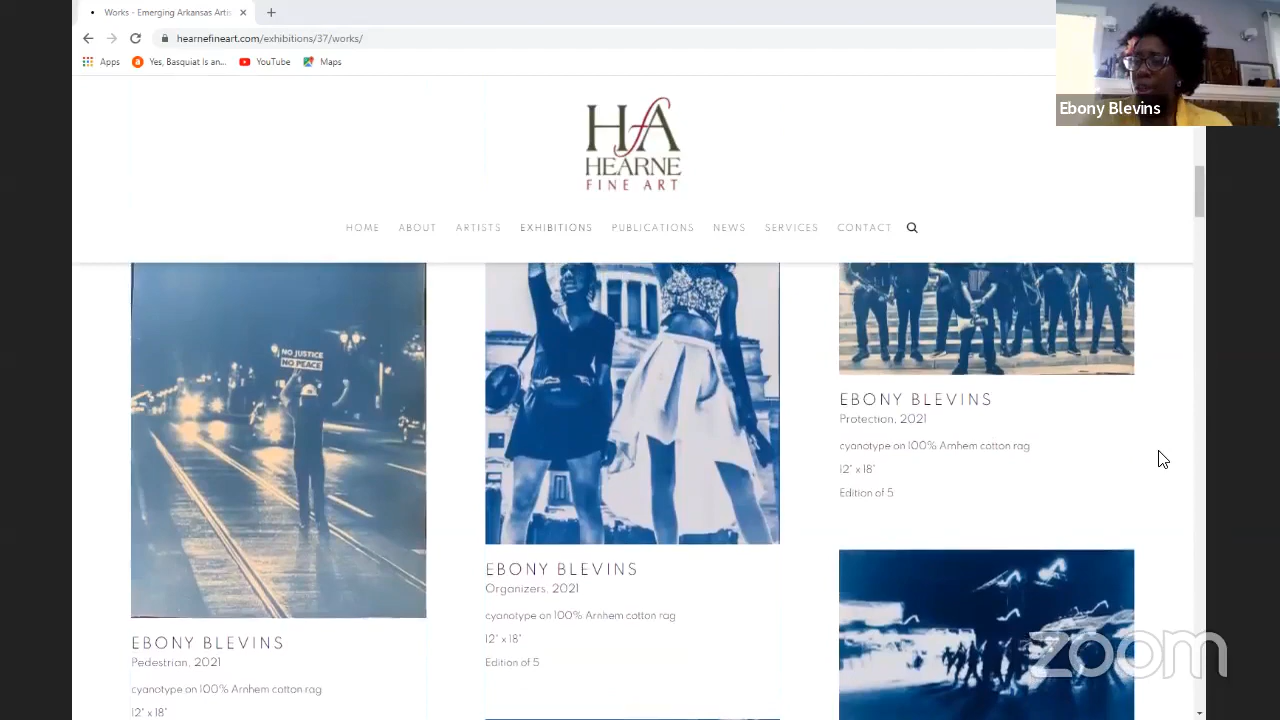 Works - Emerging Arkansas Artis
hearnefineart.com/exhibitions/37/works/
Apps
Yes, Basquiat Is an...
YouTube
Maps
Ebony Blevins
HfA
HEARNE
FINE ART
HOME
ABOUT
ARTISTS
EXHIBITIONS
PUBLICATIONS
NEWS
SERVICES
CONTACT
NO JUSTICE
NO PEACE
EBONY BLEVINS
Pedestrian, 2021
cyanotype on 100% Arnhem cotton rag
12" x 18"
EBONY BLEVINS
Organizers, 2021
cyanotype on 100% Arnhem cotton rag
12" x 18"
Edition of 5
EBONY BLEVINS
Protection, 2021
cyanotype on 100% Arnhem cotton rag
12" x 18"
Edition of 5
zoom